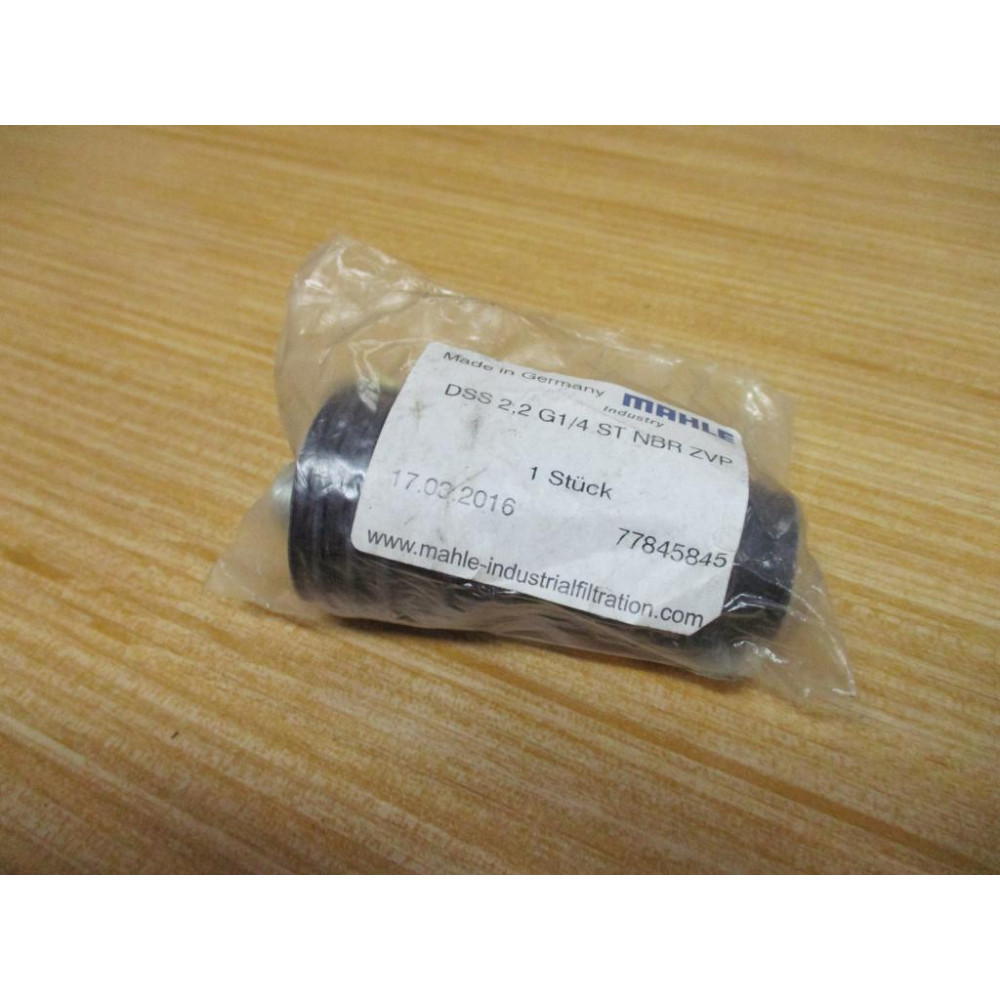 Made in Germany
MAHLE
Industry
DSS 2,2 G1/4 ST NBR ZVP
1 Stück
17.03.2016
77845845
www.mahle-industrialfiltration.com